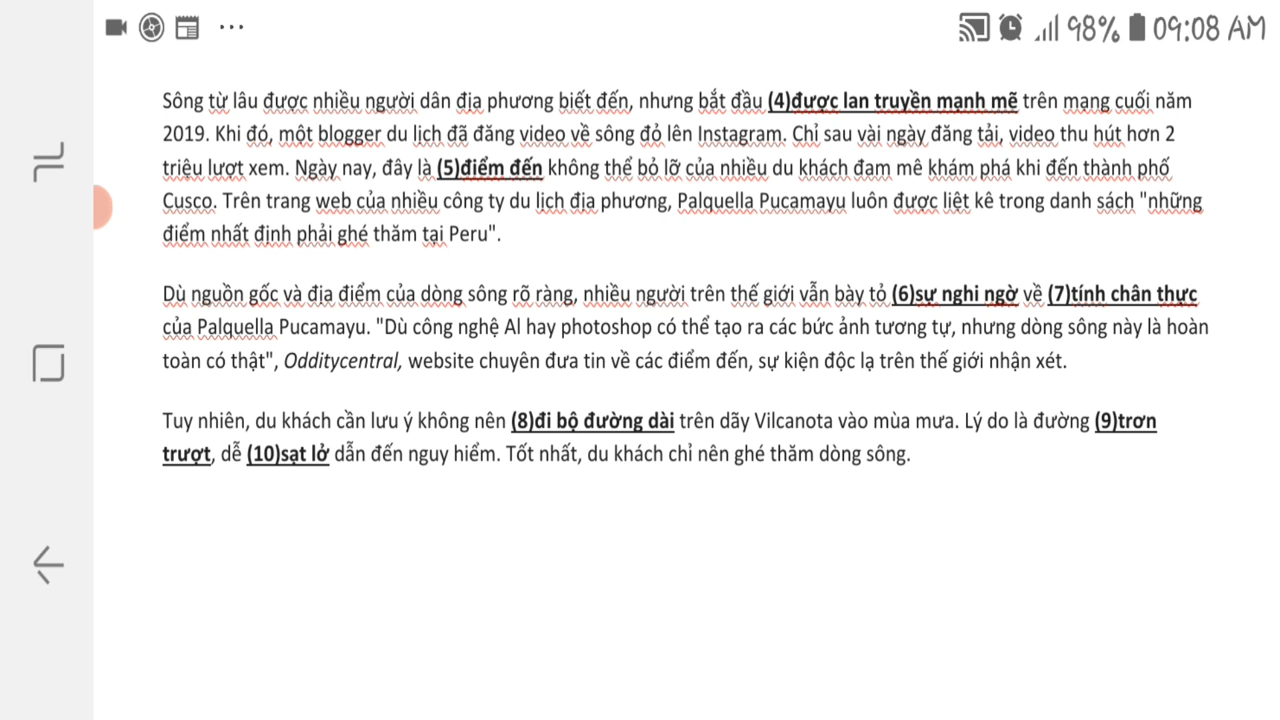 98% 09:08 AM
Sông từ lâu được nhiều người dân địa phương biết đến, nhưng bắt đầu (4)được lan truyền mạnh mẽ trên mạng cuối năm
2019. Khi đó, một blogger du lịch đã đăng video về sông đỏ lên Instagram. Chỉ sau vài ngày đăng tải, video thu hút hơn 2
triệu lượt xem. Ngày nay, đây là (5)điểm đến không thể bỏ lỡ của nhiều du khách đam mê khám phá khi đến thành phố
Cusco. Trên trang web của nhiều công ty du lịch địa phương, Palquella Pucamayu luôn được liệt kê trong danh sách "những
điểm nhất định phải ghé thăm tại Peru".
Dù nguồn gốc và địa điểm của dòng sông rõ ràng, nhiều người trên thế giới vẫn bày tỏ (6)sự nghi ngờ về (7)tính chân thực
của Palquella Pucamayu. "Dù công nghệ AI hay photoshop có thể tạo ra các bức ảnh tương tự, nhưng dòng sông này là hoàn
toàn có thật", Odditycentral, website chuyên đưa tin về các điểm đến, sự kiện độc lạ trên thế giới nhận xét.
Tuy nhiên, du khách cần lưu ý không nên (8)đi bộ đường dài trên dãy Vilcanota vào mùa mưa. Lý do là đường (9)trơn
trượt, dễ (10)sạt lở dẫn đến nguy hiểm. Tốt nhất, du khách chỉ nên ghé thăm dòng sông.